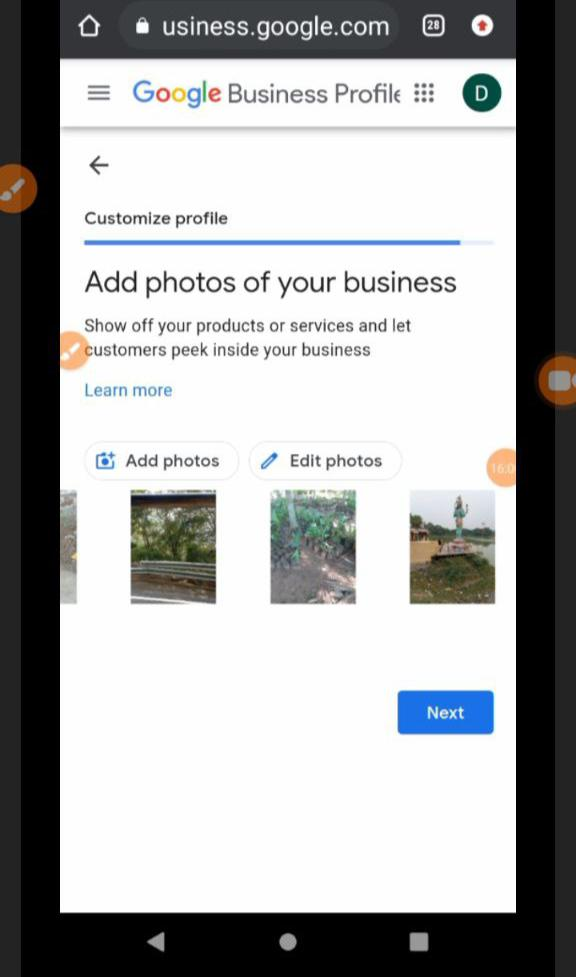 usiness.google.com
28
Google Business Profile
D
Customize profile
Add photos of your business
Show off your products or services and let
customers peek inside your business
Learn more
Add photos
Edit photos
16:0
Next